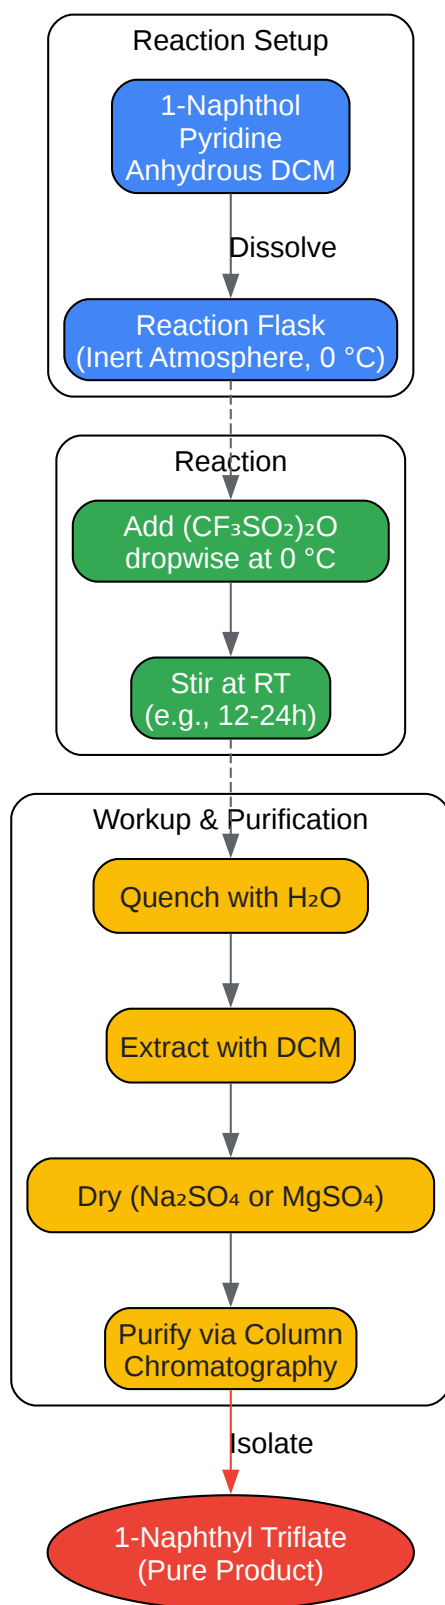 Reaction Setup
1-Naphthol
Pyridine
Anhydrous DCM
Dissolve
Reaction Flask
(Inert Atmosphere, 0 °C)
Reaction
Add (CF₃SO₂)₂O
dropwise at 0 °C
Stir at RT
(e.g., 12-24h)
Workup & Purification
Quench with H₂O
Extract with DCM
Dry (Na₂SO₄ or MgSO₄)
Purify via Column
Chromatography
Isolate
1-Naphthyl Triflate
(Pure Product)